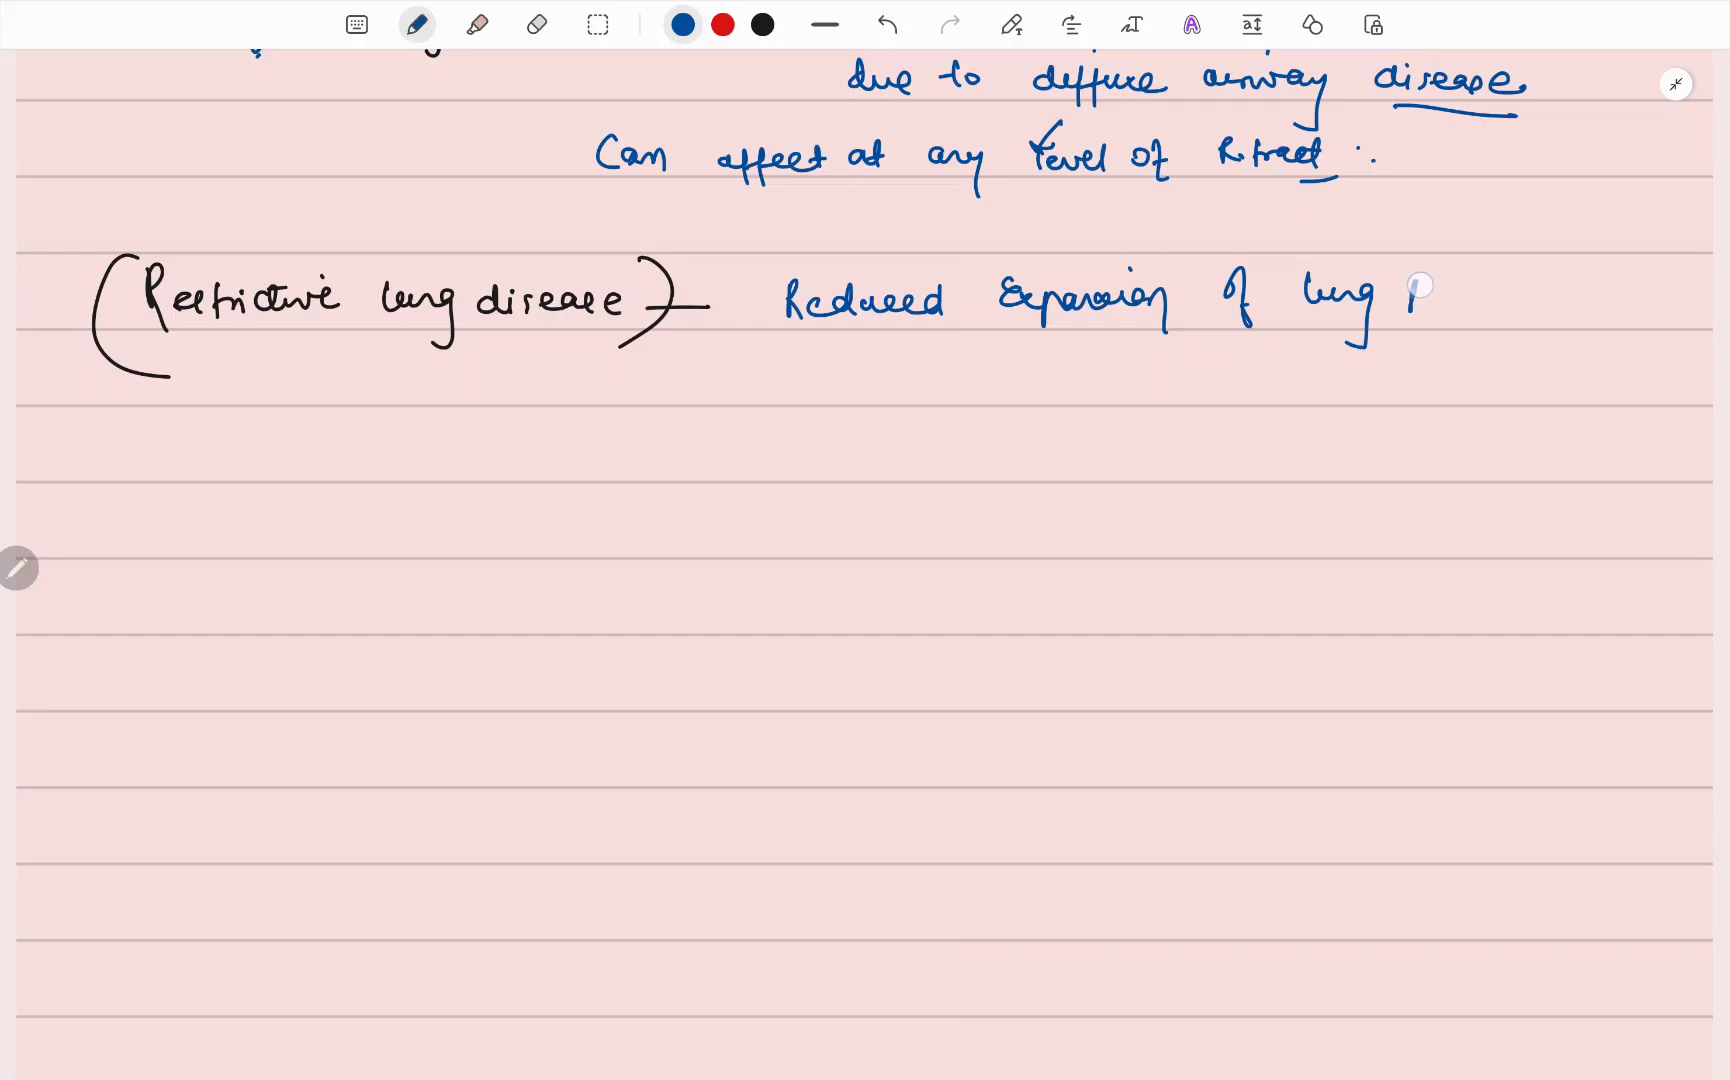 due to diffuse airway disease.
Can affect at any level of R.tract.
(Restrictive lung disease) — Reduced Expansion of lung